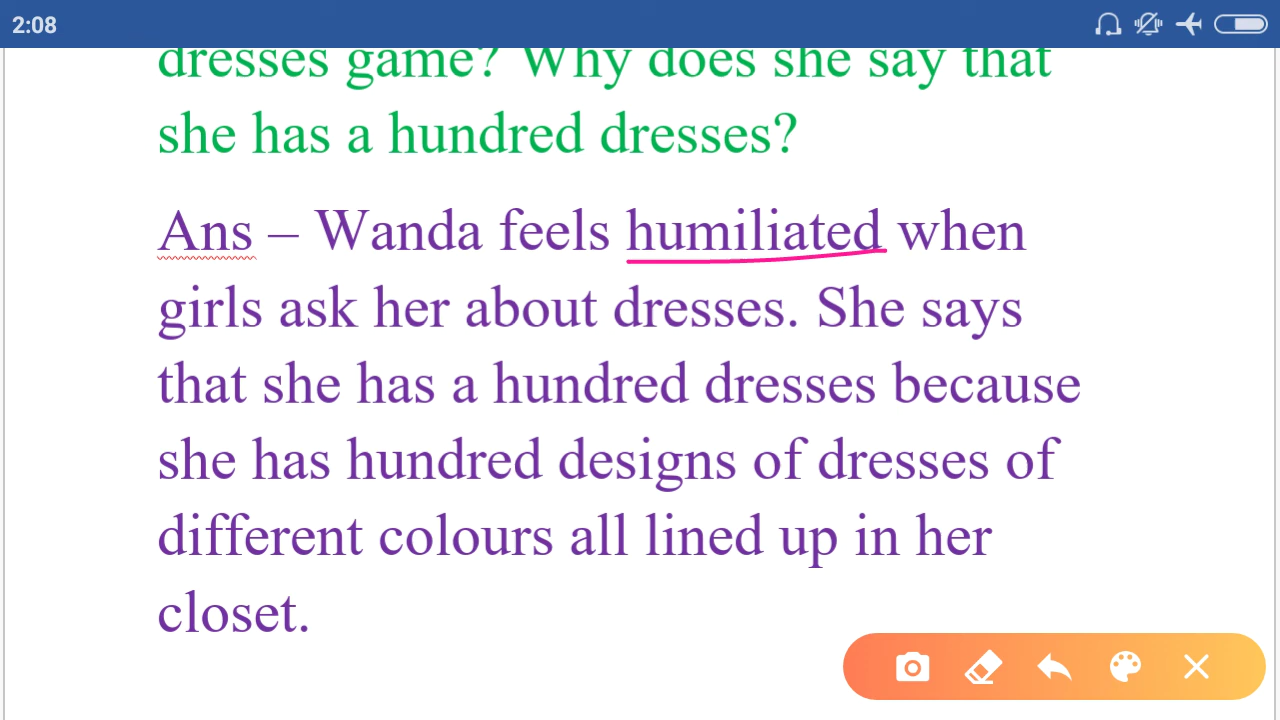 2:08
dresses game? Why does she say that
she has a hundred dresses?
Ans – Wanda feels humiliated when
girls ask her about dresses. She says
that she has a hundred dresses because
she has hundred designs of dresses of
different colours all lined up in her
closet.